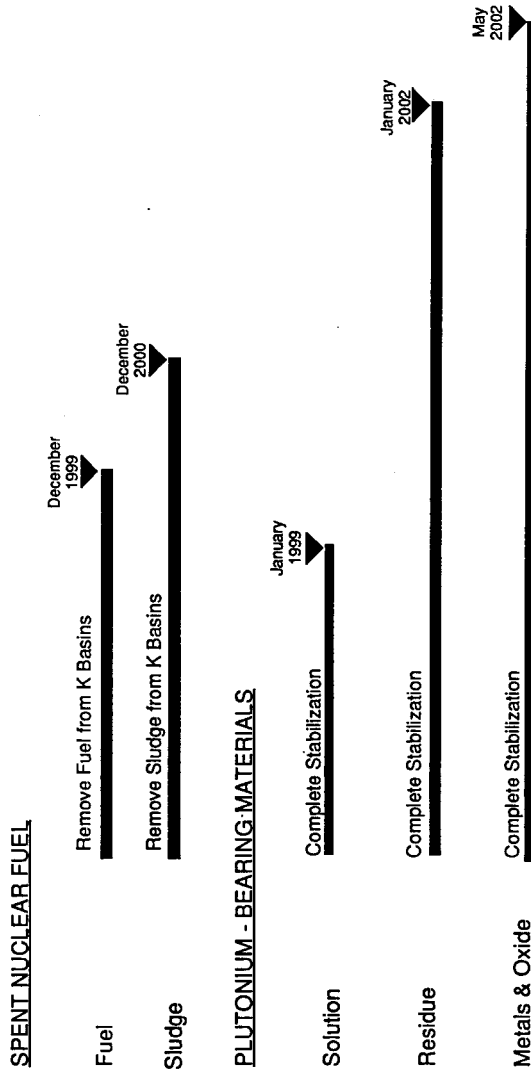 SPENT NUCLEAR FUEL
Fuel
Remove Fuel from K Basins
December
1999
Sludge
Remove Sludge from K Basins
December
2000
PLUTONIUM - BEARING MATERIALS
Solution
Complete Stabilization
January
1999
Residue
Complete Stabilization
January
2002
Metals & Oxide
Complete Stabilization
May
2002